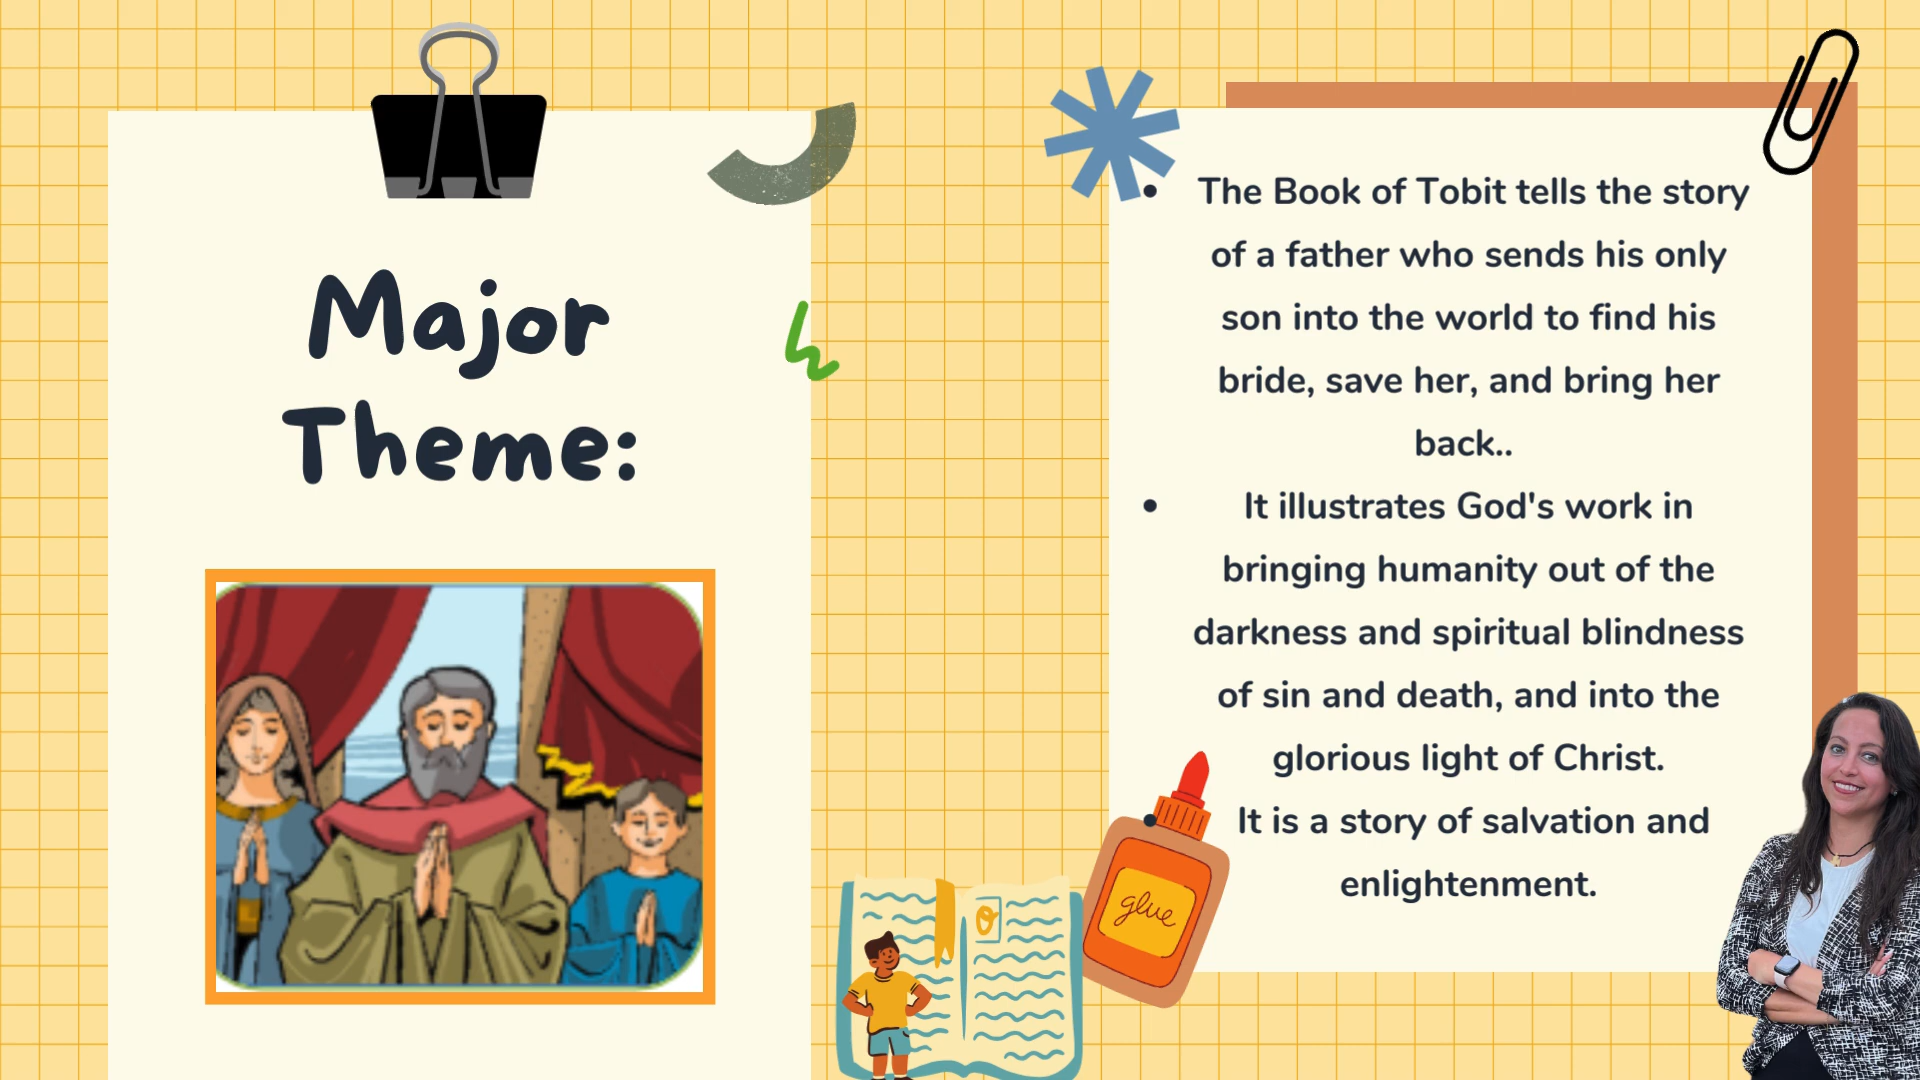 Major
Theme:
• The Book of Tobit tells the story
of a father who sends his only
son into the world to find his
bride, save her, and bring her
back..
• It illustrates God's work in
bringing humanity out of the
darkness and spiritual blindness
of sin and death, and into the
glorious light of Christ.
• It is a story of salvation and
enlightenment.
glue